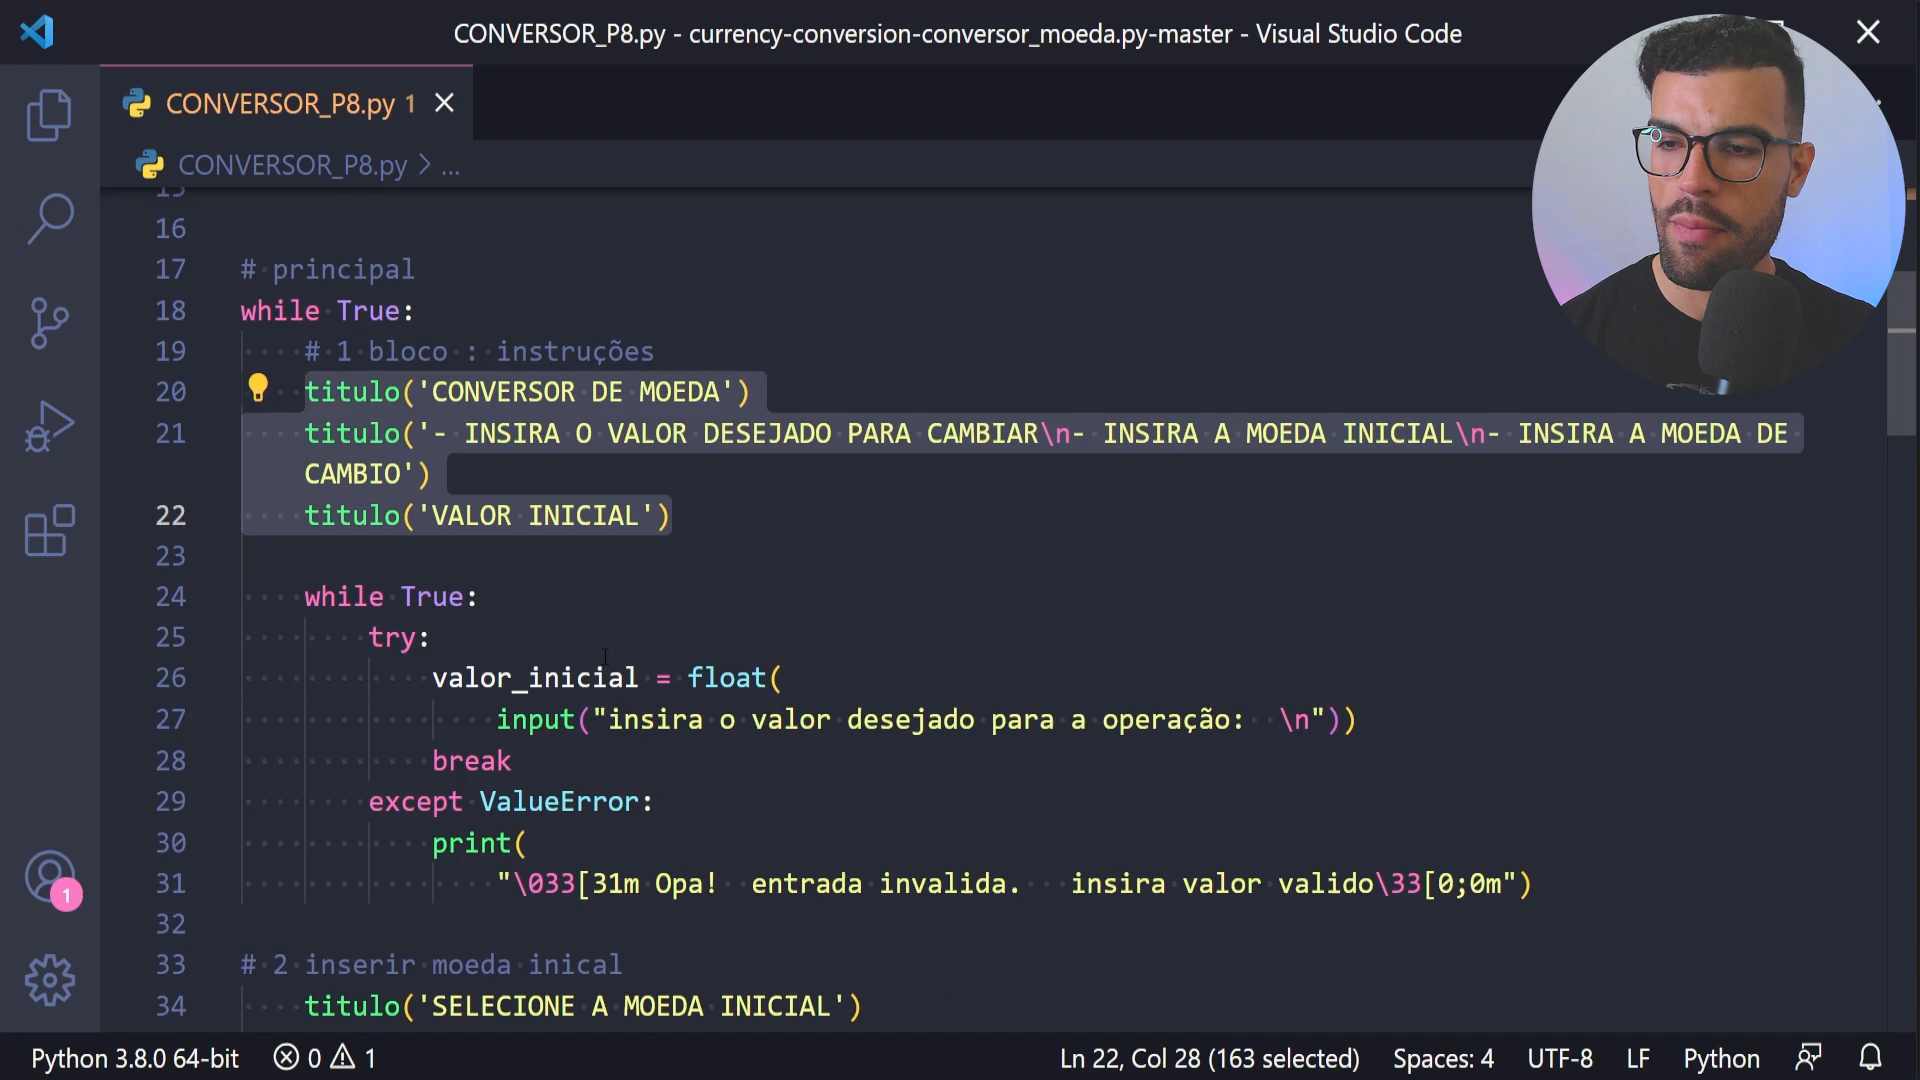 CONVERSOR_P8.py - currency-conversion-conversor_moeda.py-master - Visual Studio Code
CONVERSOR_P8.py 1
CONVERSOR_P8.py > ...
15
16
17 # principal
18 while True:
19 # 1 bloco : instruções
20 titulo('CONVERSOR DE MOEDA')
21 titulo('- INSIRA O VALOR DESEJADO PARA CAMBIAR\n- INSIRA A MOEDA INICIAL\n- INSIRA A MOEDA DE
CAMBIO')
22 titulo('VALOR INICIAL')
23
24 while True:
25 try:
26 valor_inicial = float(
27 input("insira o valor desejado para a operação:  \n"))
28 break
29 except ValueError:
30 print(
31 "\033[31m Opa!  entrada invalida.   insira valor valido\33[0;0m")
32
33 # 2 inserir moeda inical
34 titulo('SELECIONE A MOEDA INICIAL')
1
Python 3.8.0 64-bit 0 1 Ln 22, Col 28 (163 selected) Spaces: 4 UTF-8 LF Python